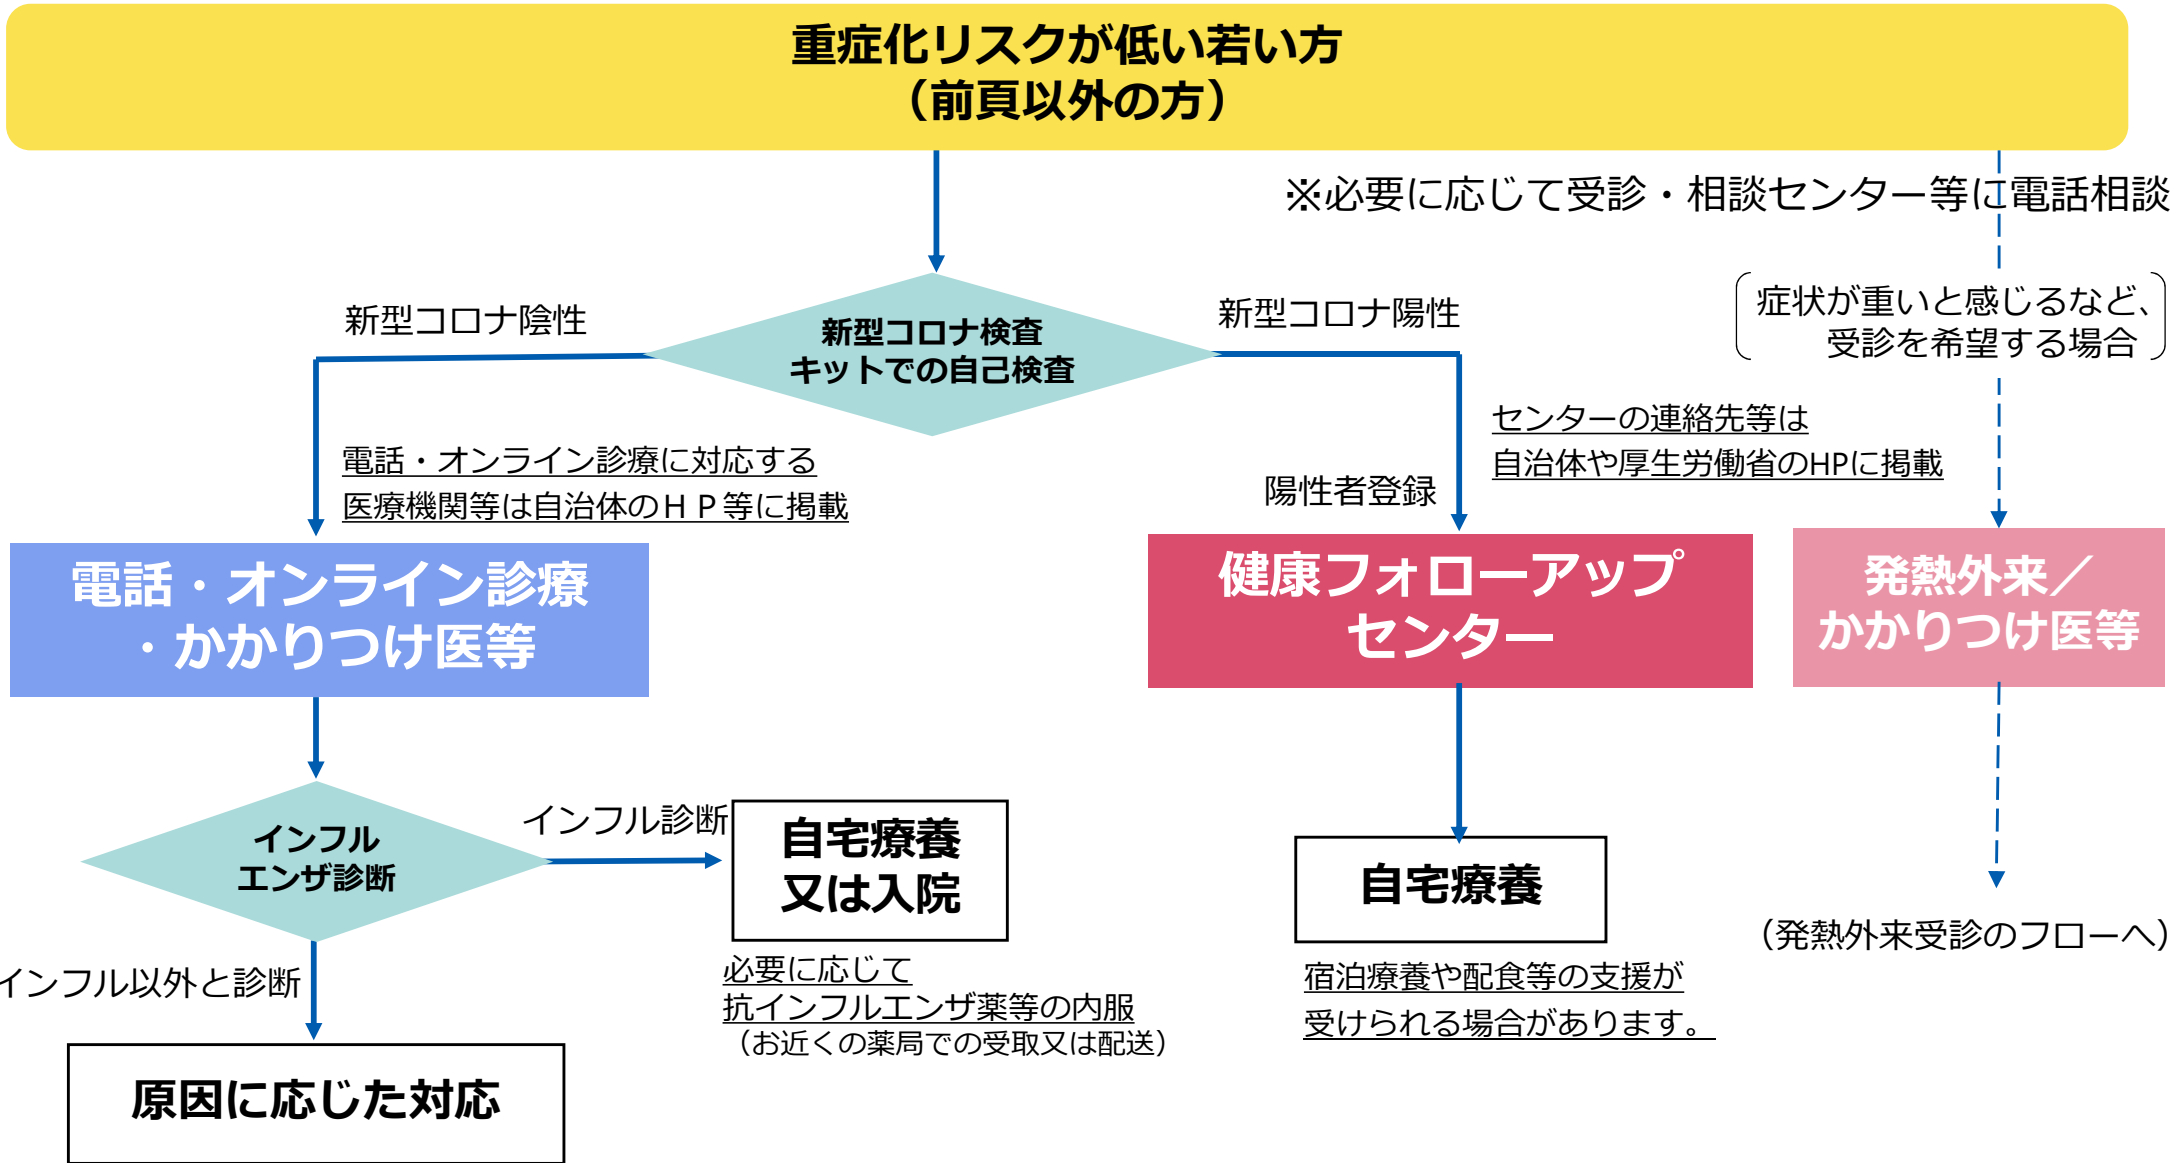 重症化リスクが低い若い方
（前頁以外の方）
※必要に応じて受診・相談センター等に電話相談
新型コロナ陰性
新型コロナ検査
キットでの自己検査
新型コロナ陽性
症状が重いと感じるなど、
受診を希望する場合
電話・オンライン診療に対応する
医療機関等は自治体のＨＰ等に掲載
センターの連絡先等は
自治体や厚生労働省のHPに掲載
陽性者登録
電話・オンライン診療
・かかりつけ医等
健康フォローアップ
センター
発熱外来／
かかりつけ医等
インフル
エンザ診断
インフル診断
自宅療養
又は入院
必要に応じて
抗インフルエンザ薬等の内服
（お近くの薬局での受取又は配送）
自宅療養
宿泊療養や配食等の支援が
受けられる場合があります。
（発熱外来受診のフローへ）
インフル以外と診断
原因に応じた対応